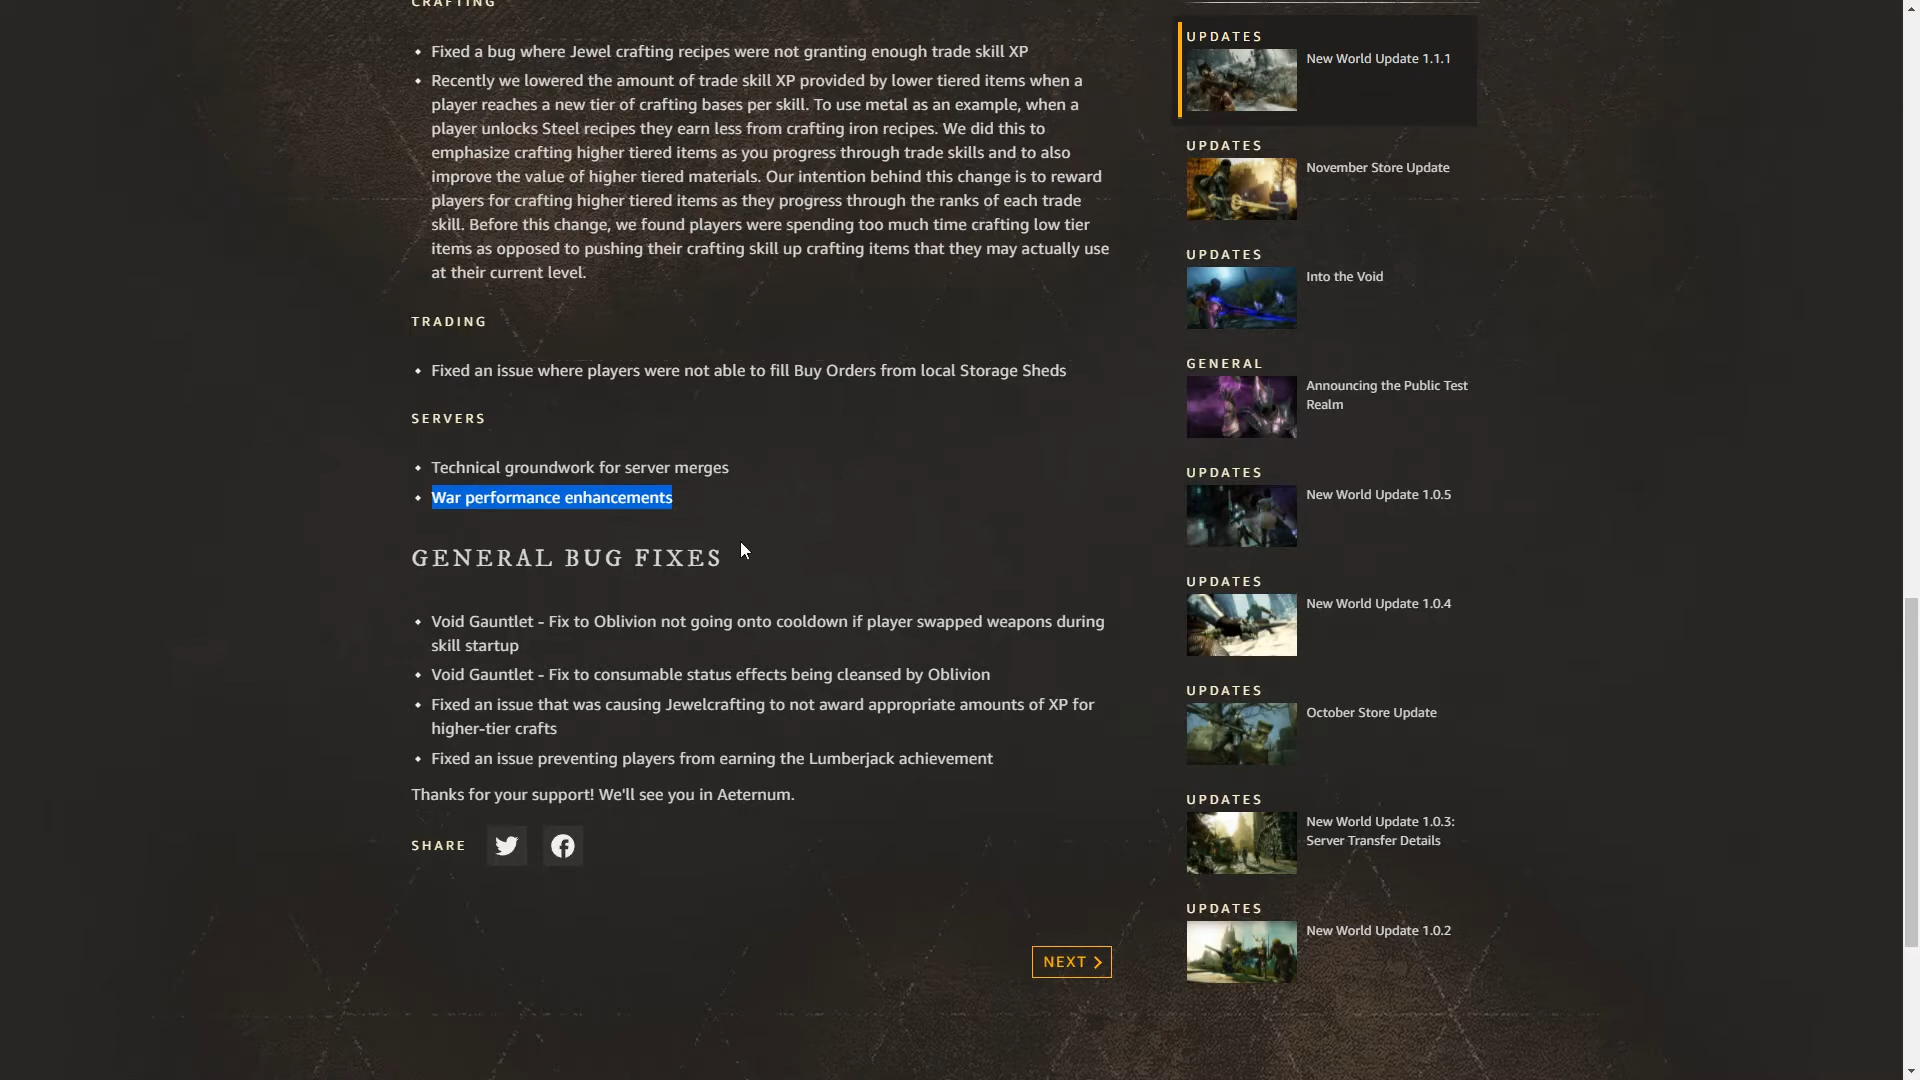 CRAFTING
Fixed a bug where Jewel crafting recipes were not granting enough trade skill XP
Recently we lowered the amount of trade skill XP provided by lower tiered items when a
player reaches a new tier of crafting bases per skill. To use metal as an example, when a
player unlocks Steel recipes they earn less from crafting iron recipes. We did this to
emphasize crafting higher tiered items as you progress through trade skills and to also
improve the value of higher tiered materials. Our intention behind this change is to reward
players for crafting higher tiered items as they progress through the ranks of each trade
skill. Before this change, we found players were spending too much time crafting low tier
items as opposed to pushing their crafting skill up crafting items that they may actually use
at their current level.
TRADING
Fixed an issue where players were not able to fill Buy Orders from local Storage Sheds
SERVERS
Technical groundwork for server merges
War performance enhancements
GENERAL BUG FIXES
Void Gauntlet - Fix to Oblivion not going onto cooldown if player swapped weapons during
skill startup
Void Gauntlet - Fix to consumable status effects being cleansed by Oblivion
Fixed an issue that was causing Jewelcrafting to not award appropriate amounts of XP for
higher-tier crafts
Fixed an issue preventing players from earning the Lumberjack achievement
Thanks for your support! We'll see you in Aeternum.
SHARE
NEXT
UPDATES
New World Update 1.1.1
UPDATES
November Store Update
UPDATES
Into the Void
GENERAL
Announcing the Public Test
Realm
UPDATES
New World Update 1.0.5
UPDATES
New World Update 1.0.4
UPDATES
October Store Update
UPDATES
New World Update 1.0.3:
Server Transfer Details
UPDATES
New World Update 1.0.2